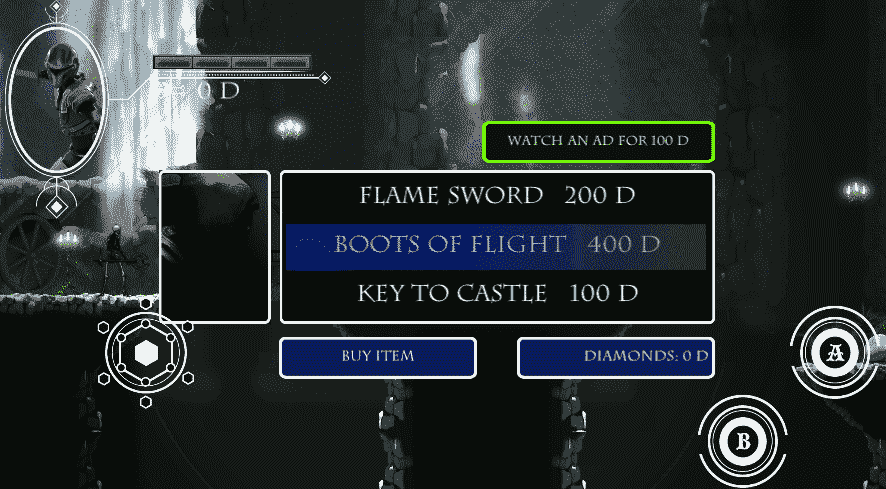 0 D
WATCH AN AD FOR 100 D
FLAME SWORD 200 D
BOOTS OF FLIGHT 400 D
KEY TO CASTLE 100 D
BUY ITEM
DIAMONDS: 0 D
A
B